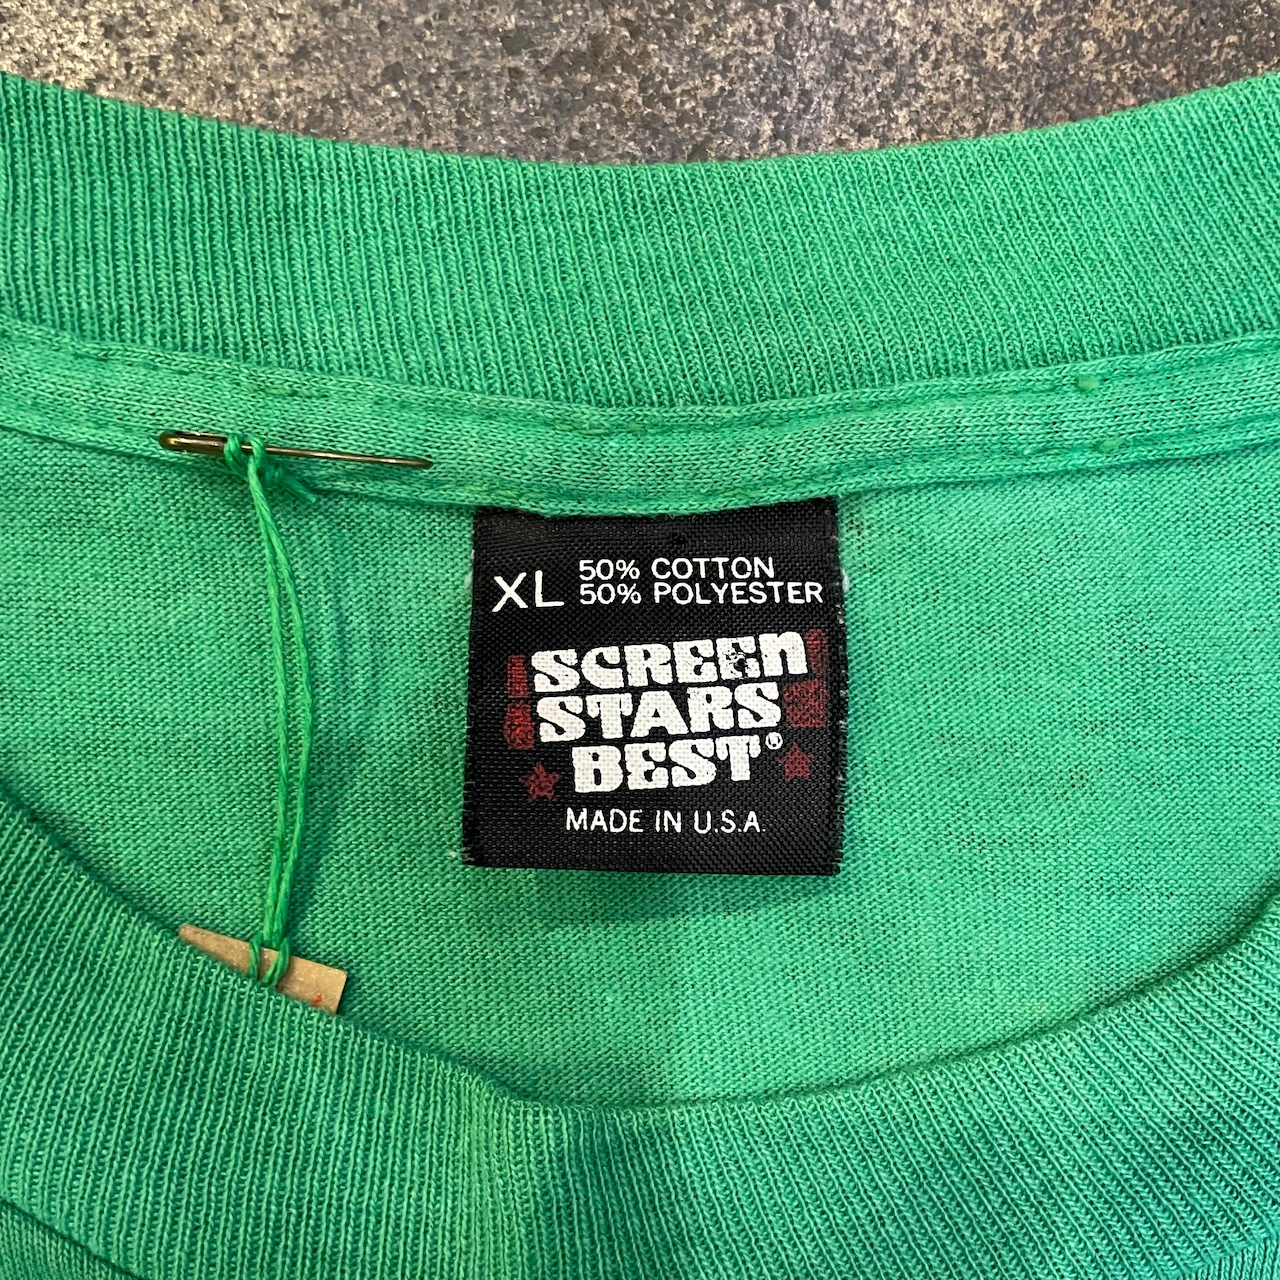 XL
50% COTTON
50% POLYESTER
SCREEN
STARS
BEST®
MADE IN U.S.A.